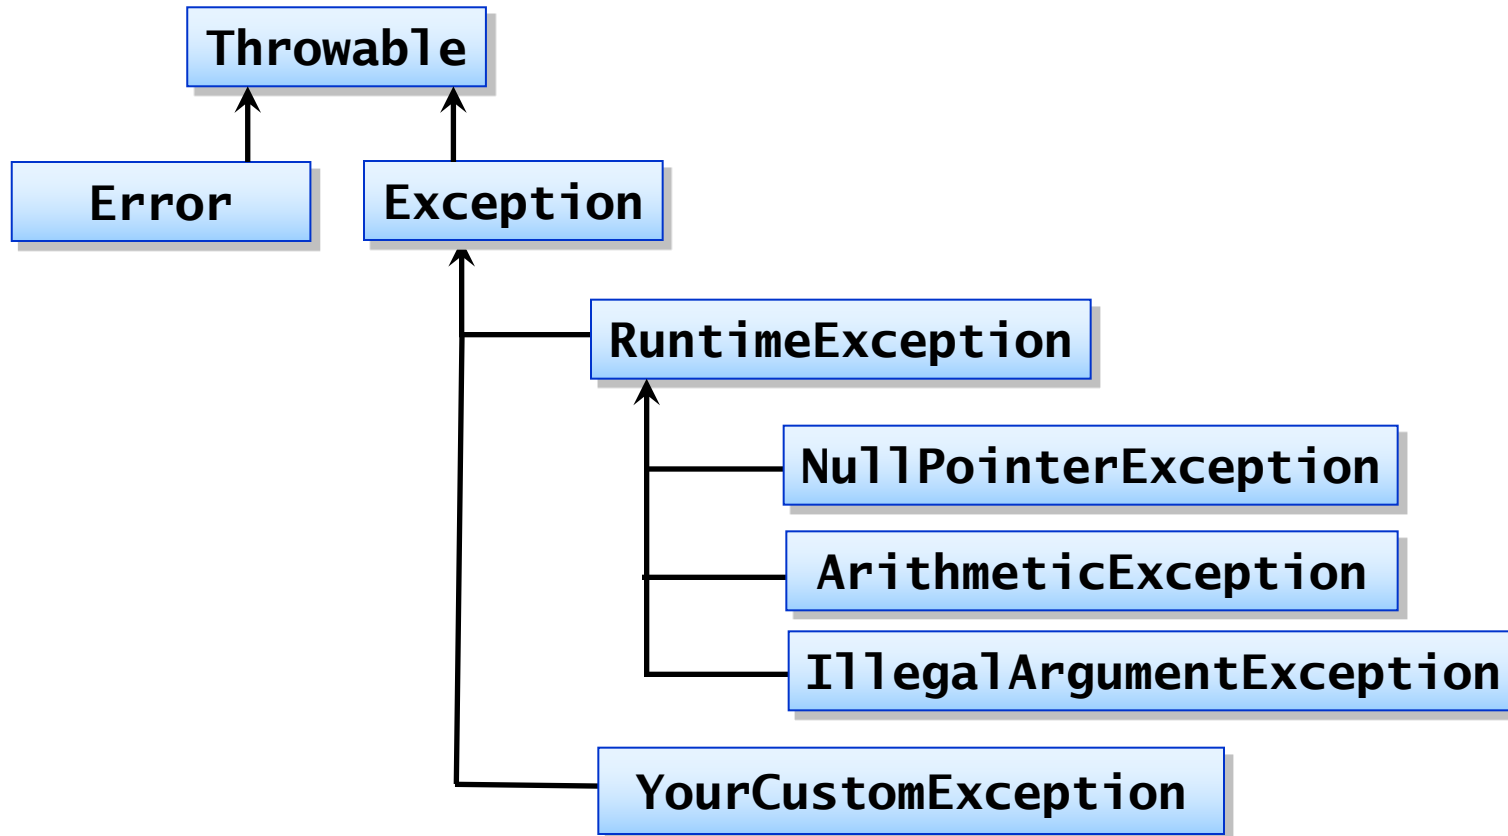 Throwable
Error
Exception
RuntimeException
NullPointerException
ArithmeticException
IllegalArgumentException
YourCustomException